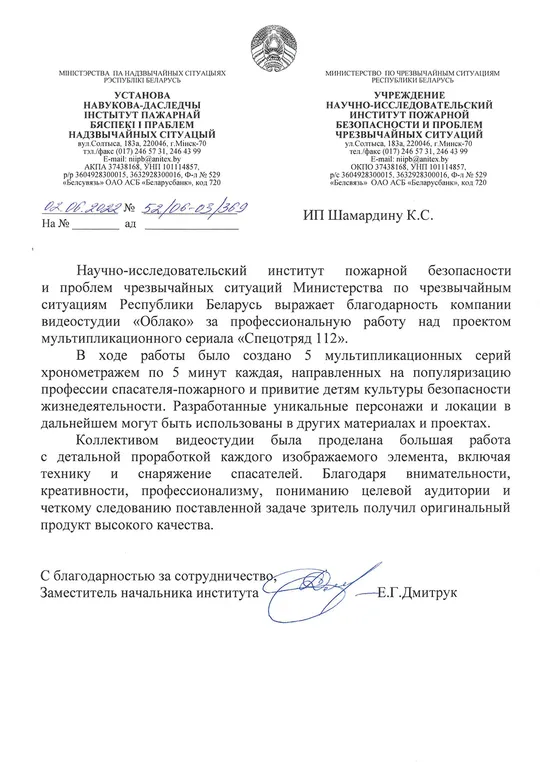 МІНІСТЭРСТВА ПА НАДЗВЫЧАЙНЫХ СІТУАЦЫЯХ
РЭСПУБЛІКІ БЕЛАРУСЬ
УСТАНОВА
НАВУКОВА-ДАСЛЕДЧЫ
ІНСТЫТУТ ПАЖАРНАЙ
БЯСПЕКІ І ПРАБЛЕМ
НАДЗВЫЧАЙНЫХ СІТУАЦЫЙ
вул.Солтыса, 183а, 220046, г.Мінск-70
тэл./факс (017) 246 57 31, 246 43 99
E-mail: niipb@anitex.by
АКПА 37438168, УНП 101114857,
р/р 3604928300015, 3632928300016, Ф-л № 529
«Белсувязь» ОАО АСБ «Беларусбанк», код 720
МИНИСТЕРСТВО ПО ЧРЕЗВЫЧАЙНЫМ СИТУАЦИЯМ
РЕСПУБЛИКИ БЕЛАРУСЬ
УЧРЕЖДЕНИЕ
НАУЧНО-ИССЛЕДОВАТЕЛЬСКИЙ
ИНСТИТУТ ПОЖАРНОЙ
БЕЗОПАСНОСТИ И ПРОБЛЕМ
ЧРЕЗВЫЧАЙНЫХ СИТУАЦИЙ
ул.Солтыса, 183а, 220046, г.Минск-70
тел./факс (017) 246 57 31, 246 43 99
E-mail: niipb@anitex.by
ОКПО 37438168, УНП 101114857,
р/р 3604928300015, 3632928300016, Ф-л № 529
«Белсвязь» ОАО АСБ «Беларусбанк», код 720
02.06.2022 № 52/06-03/369
На № ________ ад ________________
ИП Шамардину К.С.
Научно-исследовательский институт пожарной безопасности
и проблем чрезвычайных ситуаций Министерства по чрезвычайным
ситуациям Республики Беларусь выражает благодарность компании
видеостудии «Облако» за профессиональную работу над проектом
мультипликационного сериала «Спецотряд 112».
В ходе работы было создано 5 мультипликационных серий
хронометражем по 5 минут каждая, направленных на популяризацию
профессии спасателя-пожарного и привитие детям культуры безопасности
жизнедеятельности. Разработанные уникальные персонажи и локации в
дальнейшем могут быть использованы в других материалах и проектах.
Коллективом видеостудии была проделана большая работа
с детальной проработкой каждого изображаемого элемента, включая
технику и снаряжение спасателей. Благодаря внимательности,
креативности, профессионализму, пониманию целевой аудитории и
четкому следованию поставленной задаче зритель получил оригинальный
продукт высокого качества.
С благодарностью за сотрудничество,
Заместитель начальника института Е.Г.Дмитрук